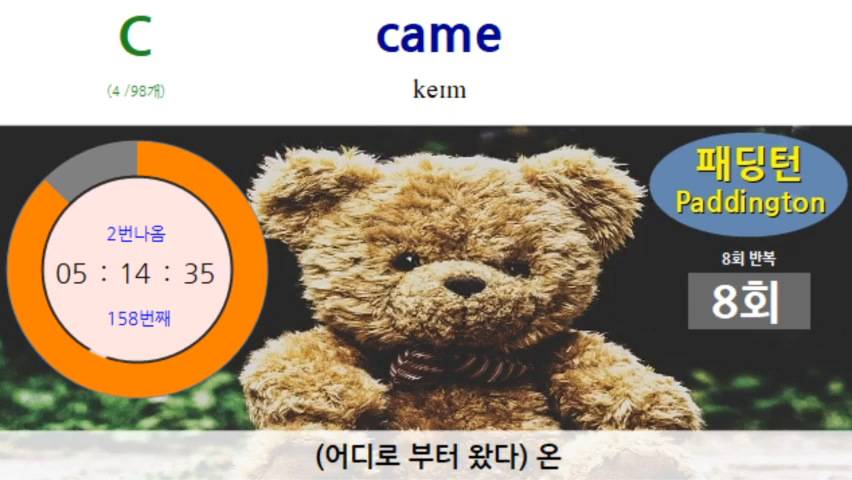 C
(4 /98개)
came
keɪm
2번나옴
05 : 14 : 35
158번째
패딩턴
Paddington
8회 반복
8회
(어디로 부터 왔다) 온